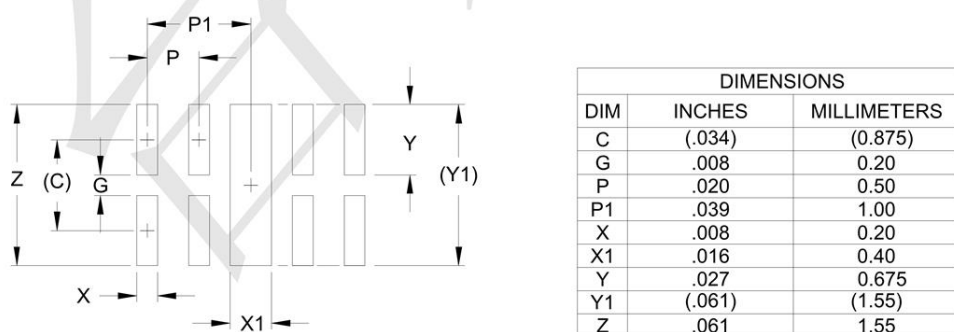 P1
P
Z
(C)
G
Y
(Y1)
X
X1
DIMENSIONS
DIM INCHES MILLIMETERS
C (.034) (0.875)
G .008 0.20
P .020 0.50
P1 .039 1.00
X .008 0.20
X1 .016 0.40
Y .027 0.675
Y1 (.061) (1.55)
Z .061 1.55